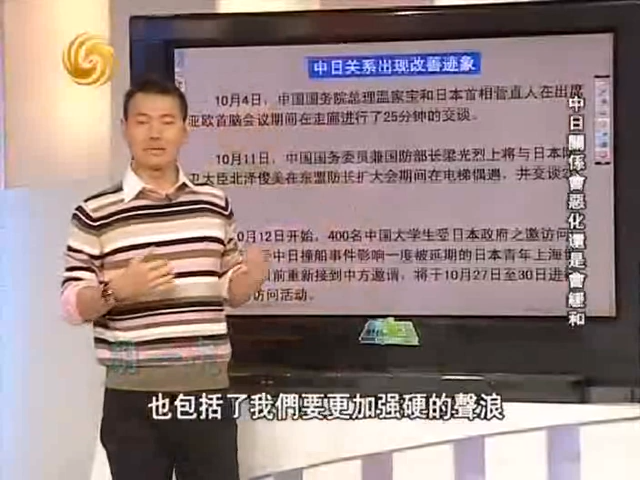 中日关系出现改善迹象
10月4日，中国国务院总理温家宝和日本首相菅直人在出席
亚欧首脑会议期间在走廊进行了25分钟的交谈。
10月11日，中国国务委员兼国防部长梁光烈上将与日本防
卫大臣北泽俊美在东盟防长扩大会期间在电梯偶遇，并交谈2
0月12日开始，400名中国大学生受日本政府之邀访问
受中日撞船事件影响一度被延期的日本青年上海
前重新接到中方邀请，将于10月27日至30日进
访问活动。
中日關係會惡化還是會緩和
也包括了我們要更加强硬的聲浪